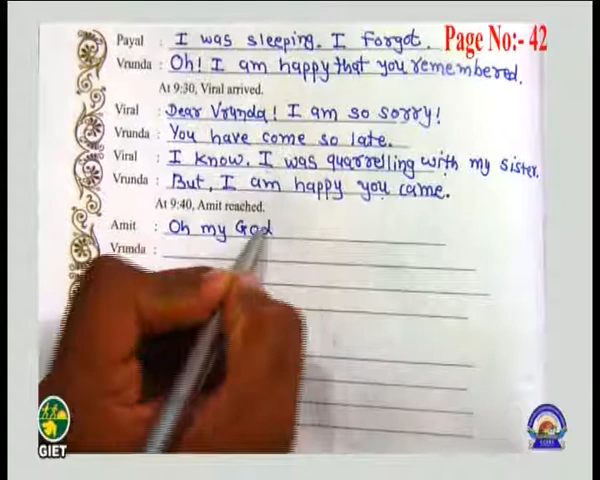 Page No:- 42
Payal : I was sleeping. I forgot.
Vrunda : Oh! I am happy that you remembered.
At 9:30, Viral arrived.
Viral : Dear Vrunda! I am so sorry!
Vrunda : You have come so late.
Viral : I know. I was quarrelling with my sister.
Vrunda : But, I am happy you came.
At 9:40, Amit reached.
Amit : Oh my God
Vrunda :
GIET